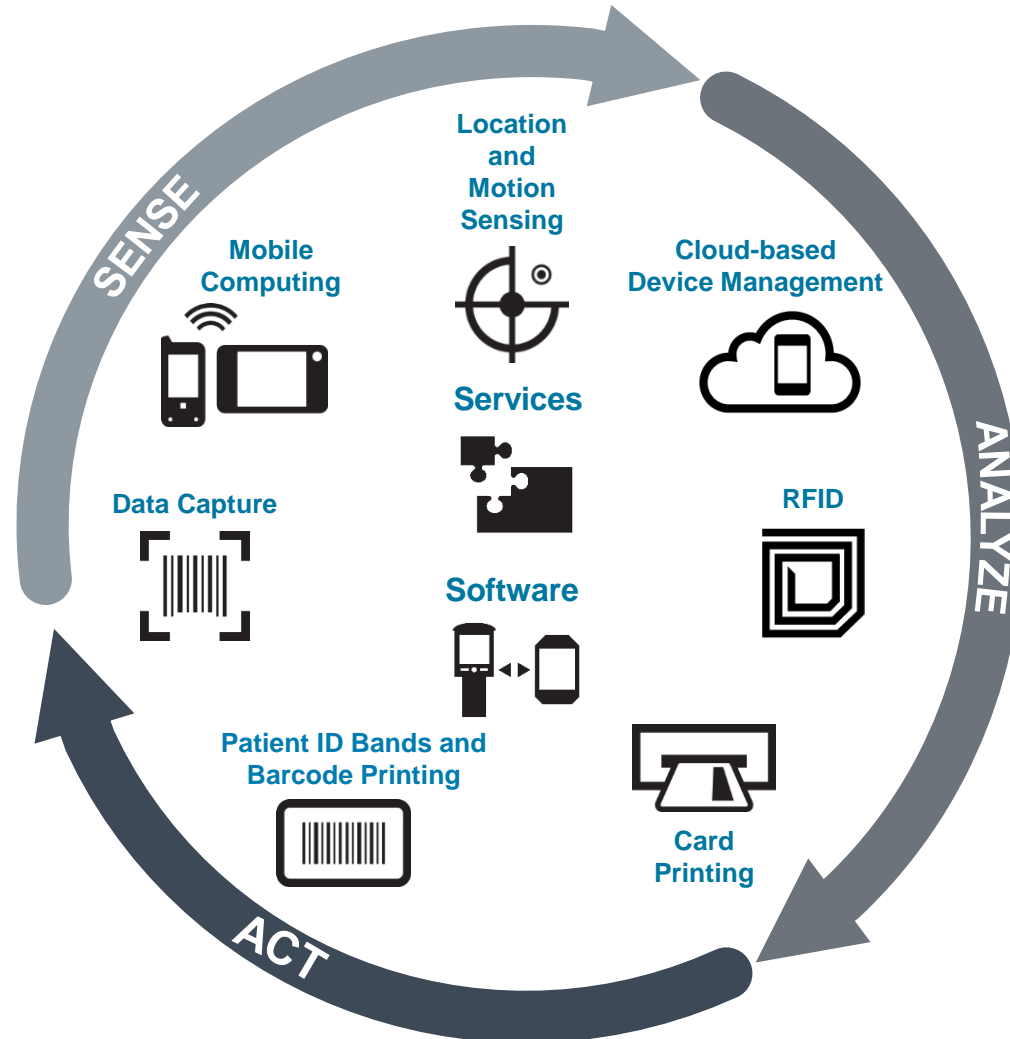 SENSE
Location
and
Motion
Sensing
Mobile
Computing
Cloud-based
Device Management
Services
ANALYZE
Data Capture
RFID
Software
Patient ID Bands and
Barcode Printing
Card
Printing
ACT